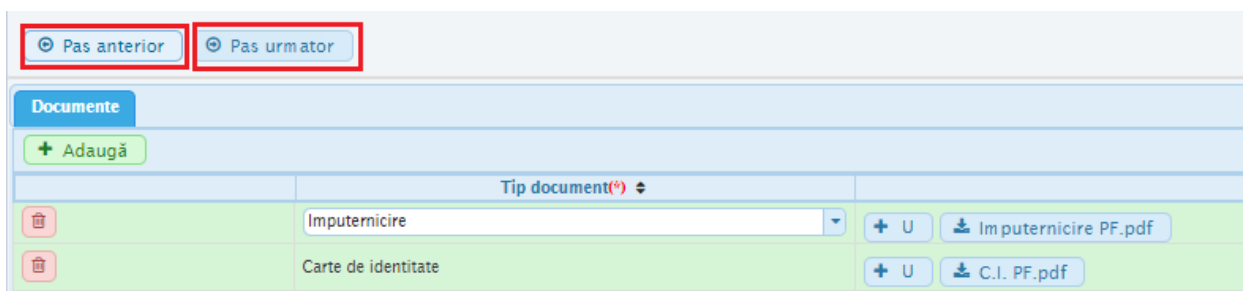 Pas anterior Pas urmator
Documente
+ Adaugă
Tip document(*)
Imputernicire + U Imputernicire PF.pdf
Carte de identitate + U C.I. PF.pdf